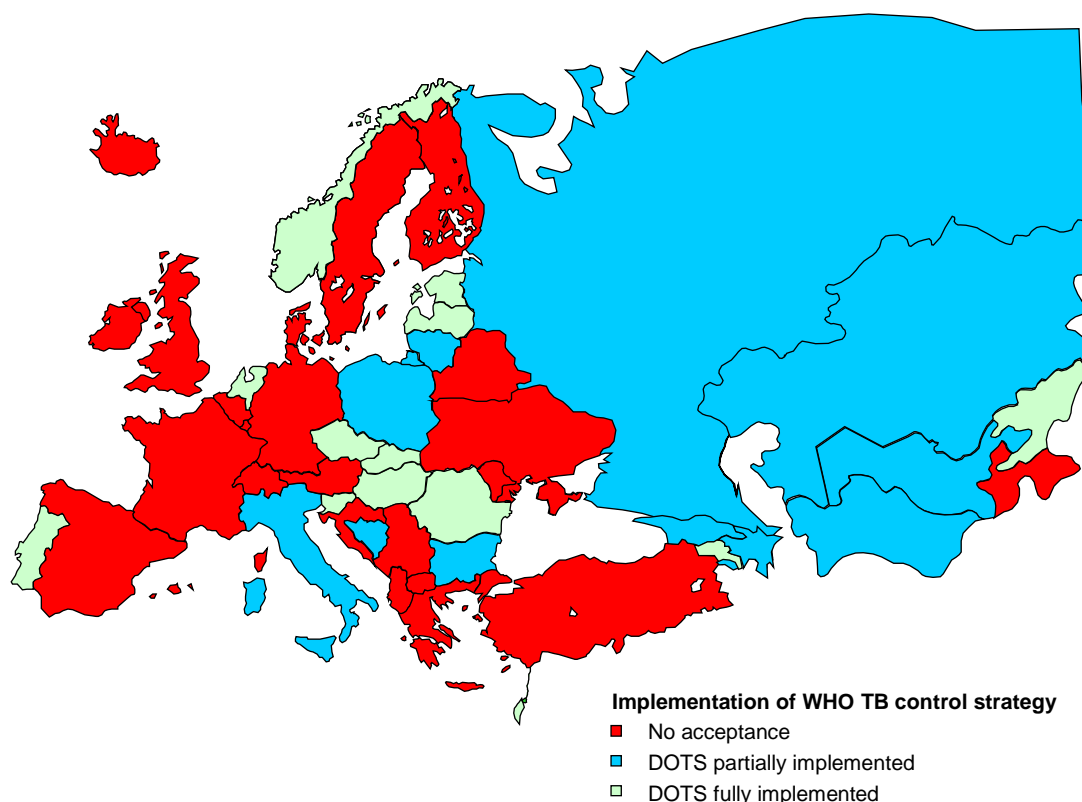 Implementation of WHO TB control strategy
No acceptance
DOTS partially implemented
DOTS fully implemented